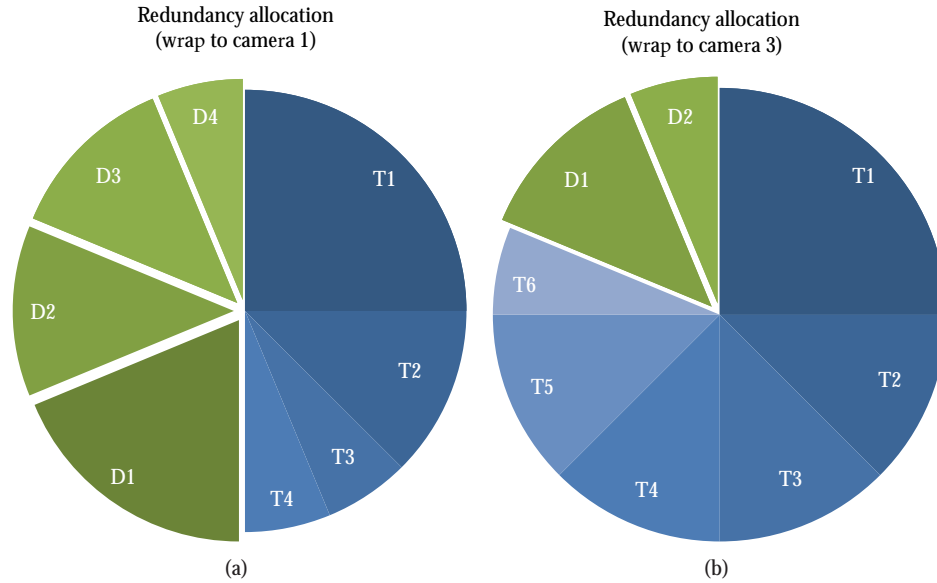 Redundancy allocation
(wrap to camera 1)
D4
D3
D2
D1
T1
T2
T3
T4
(a)
Redundancy allocation
(wrap to camera 3)
D2
D1
T6
T5
T4
T3
T2
T1
(b)